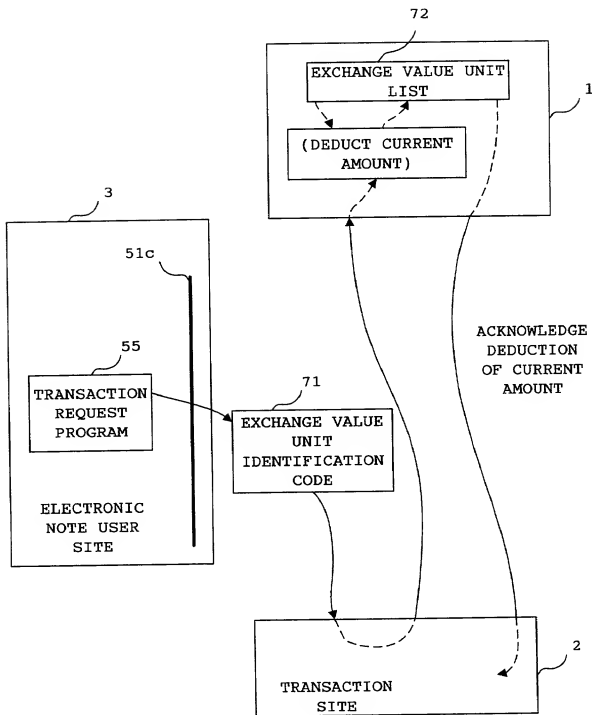 72
EXCHANGE VALUE UNIT
LIST
1
(DEDUCT CURRENT
AMOUNT)
3
51c
55
TRANSACTION
REQUEST
PROGRAM
71
EXCHANGE VALUE
UNIT
IDENTIFICATION
CODE
ACKNOWLEDGE
DEDUCTION
OF CURRENT
AMOUNT
ELECTRONIC
NOTE USER
SITE
2
TRANSACTION
SITE